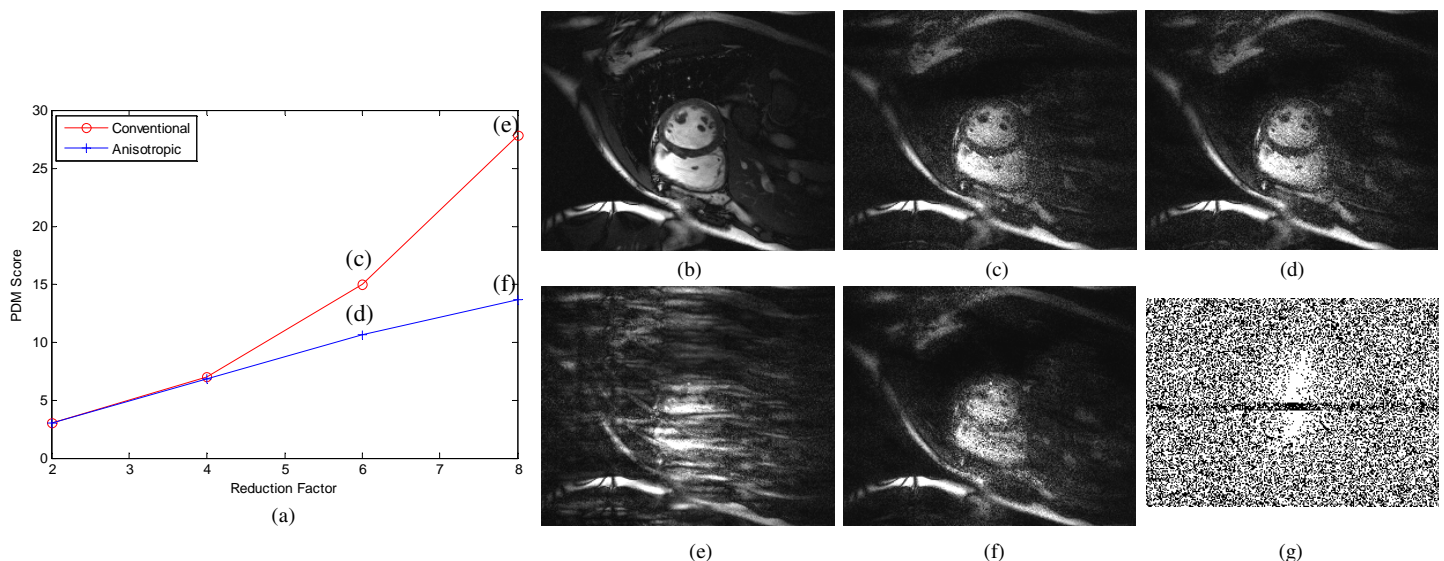 30
25
20
15
10
5
0
2
3
4
5
6
7
8
PDM Score
Reduction Factor
Conventional
Anisotropic
(c)
(d)
(e)
(f)
(a)
(b)
(c)
(d)
(e)
(f)
(g)